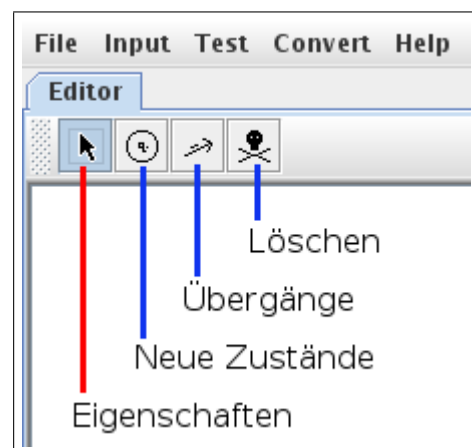 File Input Test Convert Help
Editor
q
Löschen
Übergänge
Neue Zustände
Eigenschaften